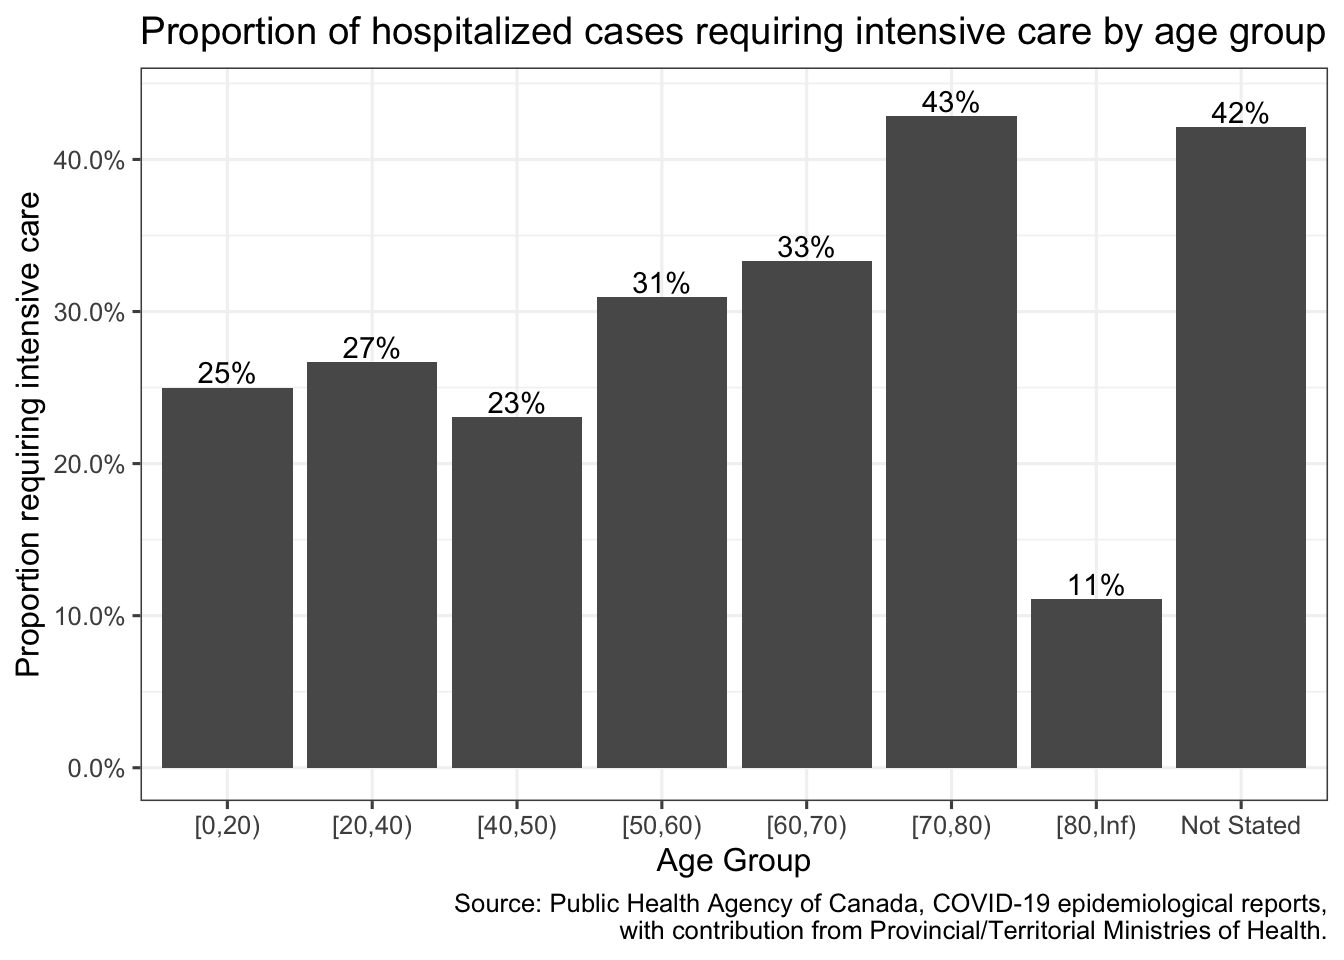 Proportion of hospitalized cases requiring intensive care by age group
Proportion requiring intensive care
40.0%
30.0%
20.0%
10.0%
0.0%
25%
27%
23%
31%
33%
43%
11%
42%
[0,20)
[20,40)
[40,50)
[50,60)
[60,70)
[70,80)
[80,Inf)
Not Stated
Age Group
Source: Public Health Agency of Canada, COVID-19 epidemiological reports,
with contribution from Provincial/Territorial Ministries of Health.